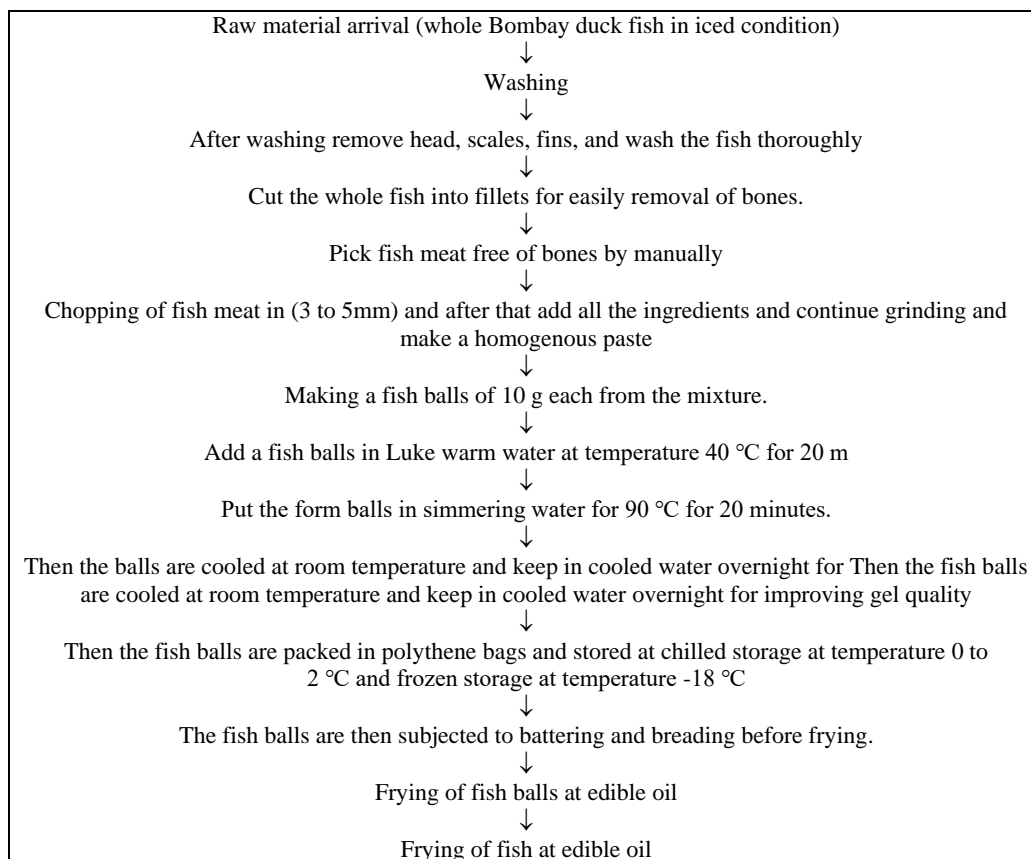 Raw material arrival (whole Bombay duck fish in iced condition)
↓
Washing
↓
After washing remove head, scales, fins, and wash the fish thoroughly
↓
Cut the whole fish into fillets for easily removal of bones.
↓
Pick fish meat free of bones by manually
↓
Chopping of fish meat in (3 to 5mm) and after that add all the ingredients and continue grinding and
make a homogenous paste
↓
Making a fish balls of 10 g each from the mixture.
↓
Add a fish balls in Luke warm water at temperature 40 ℃ for 20 m
↓
Put the form balls in simmering water for 90 ℃ for 20 minutes.
↓
Then the balls are cooled at room temperature and keep in cooled water overnight for Then the fish balls
are cooled at room temperature and keep in cooled water overnight for improving gel quality
↓
Then the fish balls are packed in polythene bags and stored at chilled storage at temperature 0 to
2 ℃ and frozen storage at temperature -18 ℃
↓
The fish balls are then subjected to battering and breading before frying.
↓
Frying of fish balls at edible oil
↓
Frying of fish at edible oil